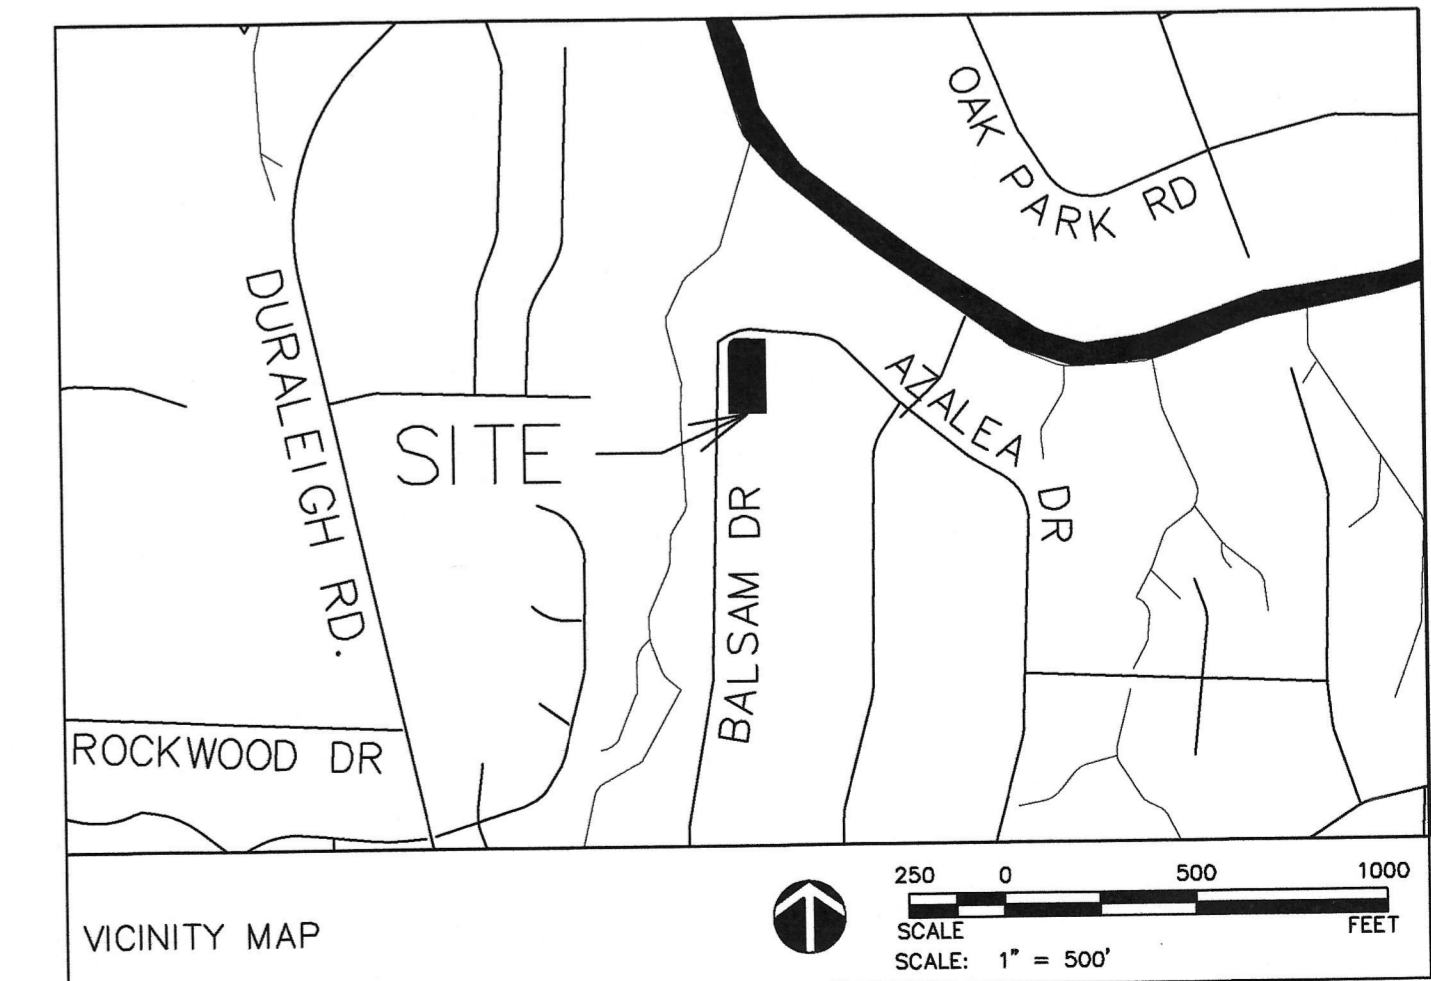 OAK PARK RD
DURALEIGH RD.
AZALEA DR
SITE
BALSAM DR
ROCKWOOD DR
VICINITY MAP
250 0 500 1000
SCALE FEET
SCALE: 1" = 500'